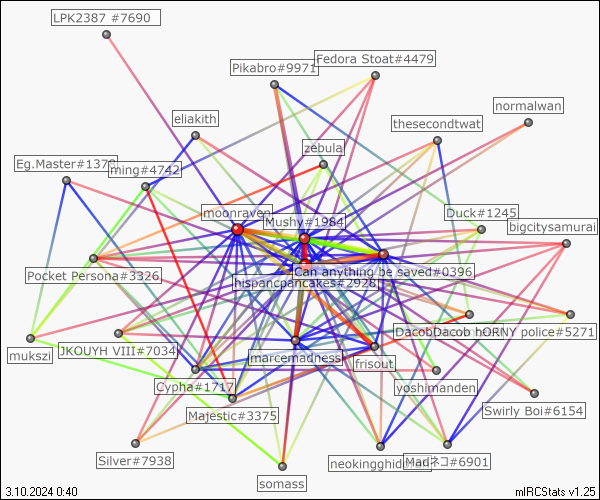 LPK2387 #7690
Pikabro#9971
Fedora Stoat#4479
normalwan
eliakith
thesecondtwat
zebula
Eg.Master#137
ming#4742
moonraven
Mushy#1984
Duck#1245
bigcitysamurai
Pocket Persona#3326
Can anything be saved#0396
hispancpancakes#2928
Dacob hORNY police#5271
mukszi
JKOUYH VIII#7034
marcemadness
frisout
Cypha#1717
yoshimanden
Majestic#3375
Swirly Boi#6154
Silver#7938
neokingghid
Madネコ#6901
somass
3.10.2024 0:40
mIRCStats v1.25